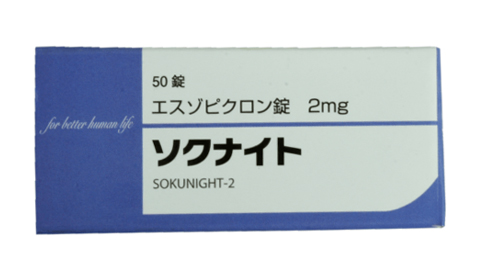 50錠
エスゾピクロン錠 2mg
for better human life
ソクナイト
SOKUNIGHT-2